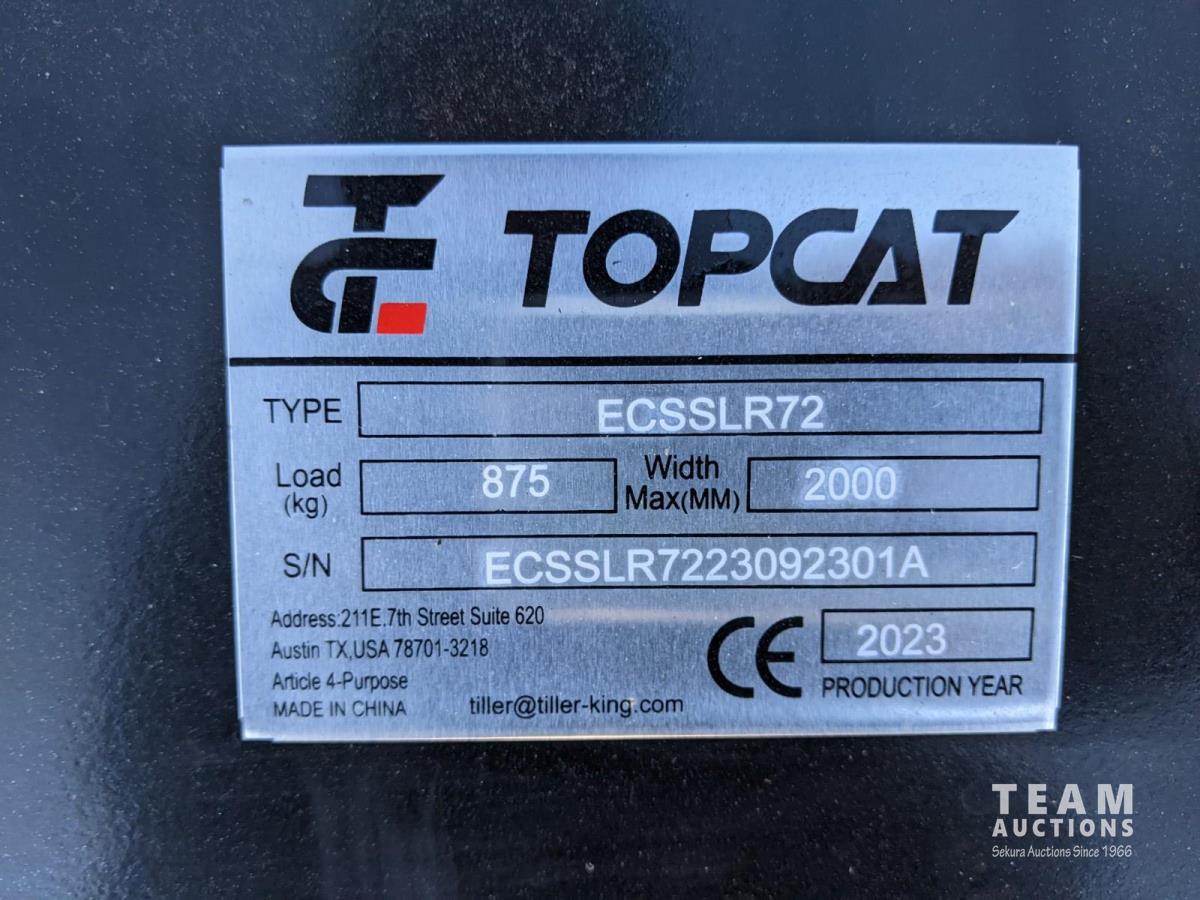 TOPCAT
TYPE ECSSLR72
Load (kg) 875 Width Max(MM) 2000
S/N ECSSLR7223092301A
Address:211E.7th Street Suite 620
Austin TX,USA 78701-3218
Article 4-Purpose
MADE IN CHINA
tiller@tiller-king.com
CE 2023
PRODUCTION YEAR
TEAM
AUCTIONS
Sekura Auctions Since 1966